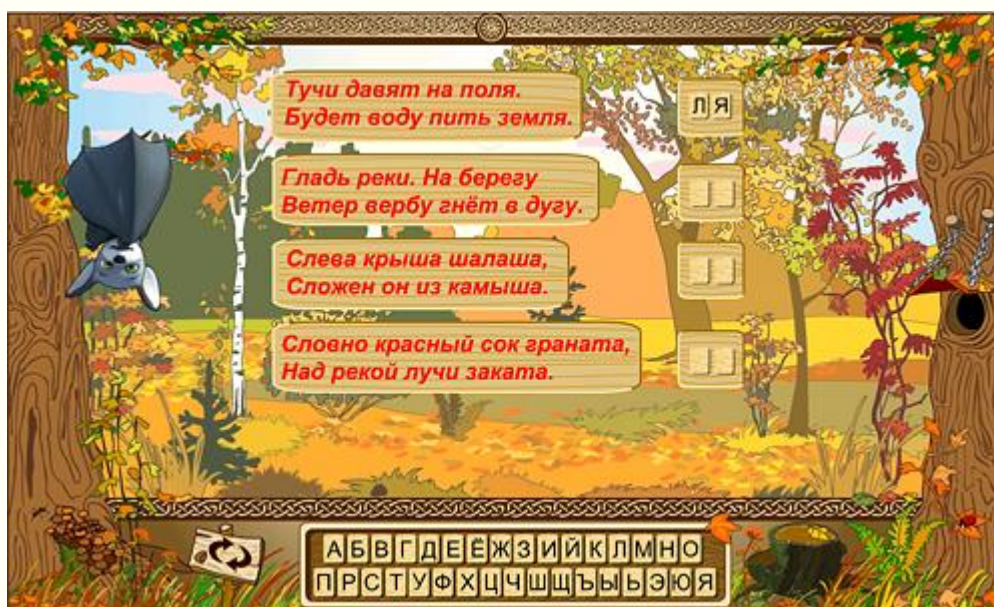 Тучи давят на поля.
Будет воду пить земля.
ЛЯ
Гладь реки. На берегу
Ветер вербу гнёт в дугу.
Слева крыша шалаша,
Сложен он из камыша.
Словно красный сок граната,
Над рекой лучи заката.
АБВГДЕЁЖЗИЙКЛМНО
ПРСТУФХЦЧШЩЪЫЬЭЮЯ